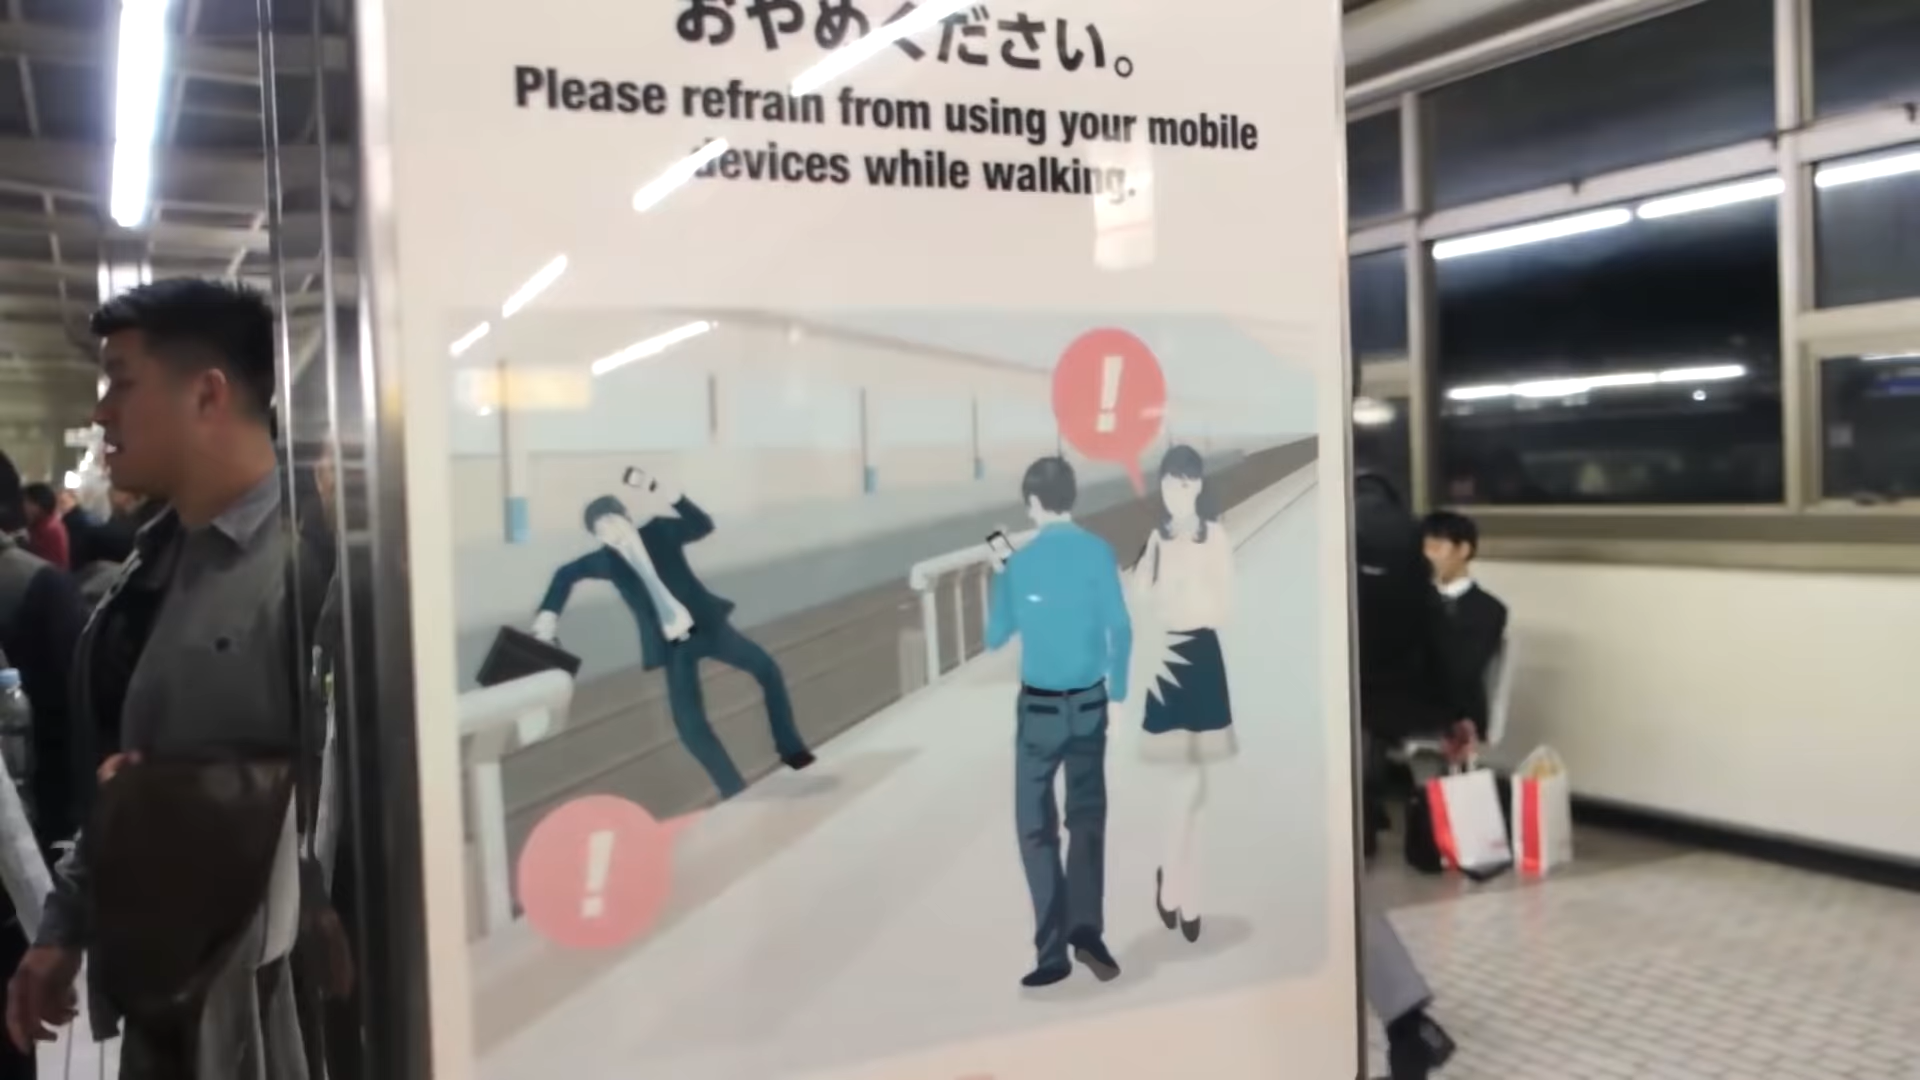 おやめください。
Please refrain from using your mobile
devices while walking.
!
!